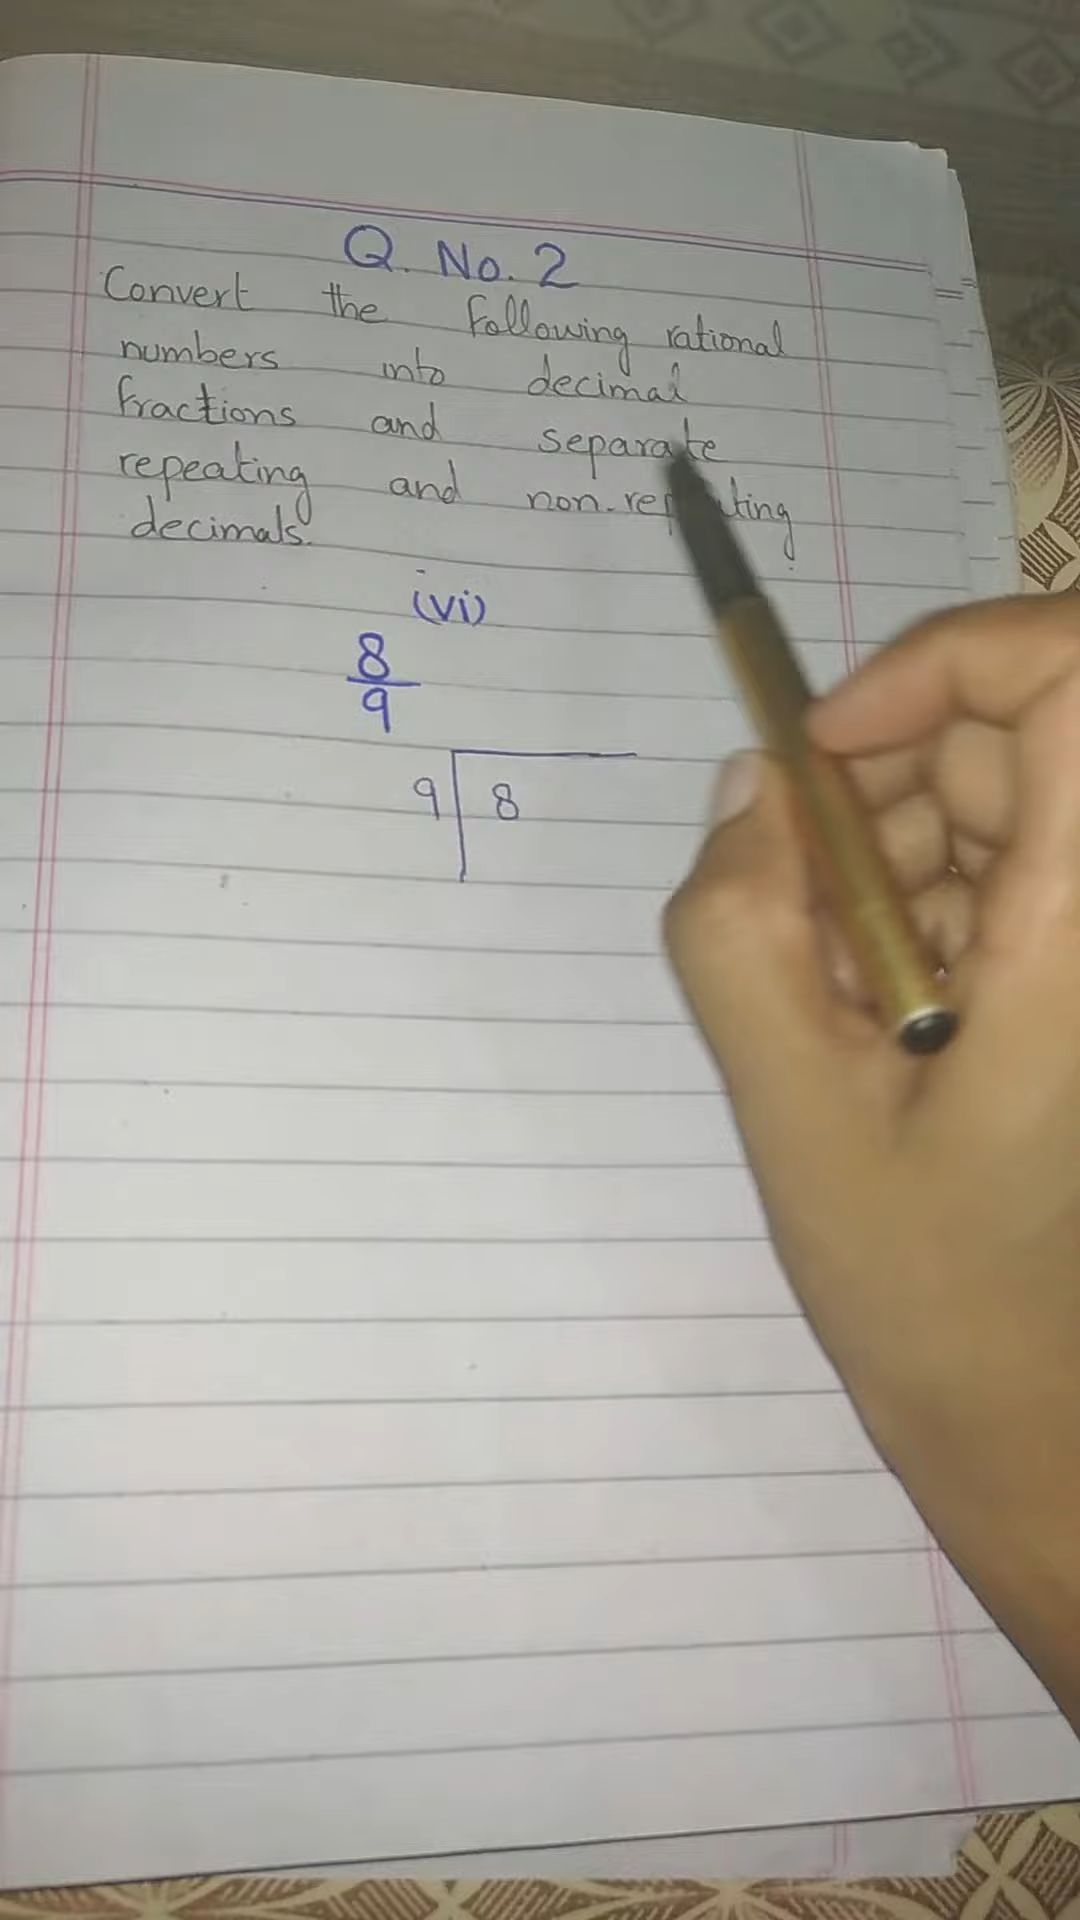 Q. No. 2
Convert the following rational
numbers into decimal
fractions and separate
repeating and non-repeating
decimals.
(vi)
8
9
9 8